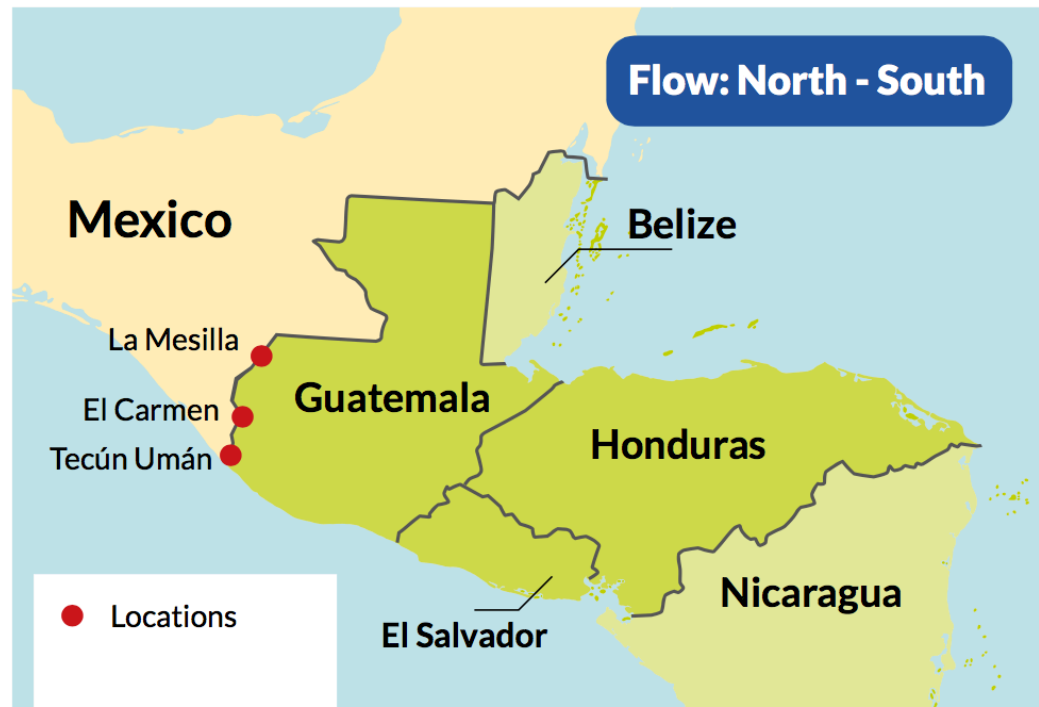 Flow: North - South
Mexico
Belize
La Mesilla
Guatemala
El Carmen
Honduras
Tecún Umán
Nicaragua
Locations
El Salvador